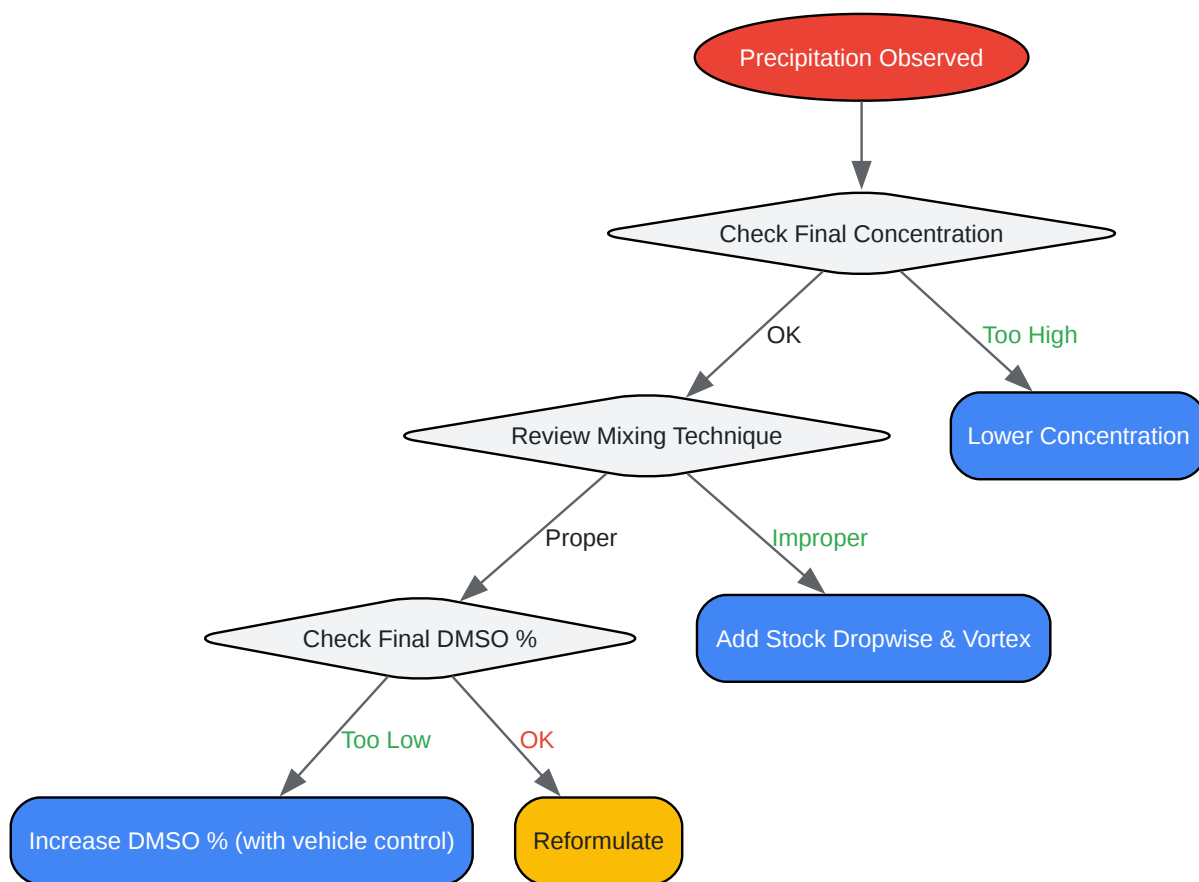 Precipitation Observed
Check Final Concentration
OK
Too High
Review Mixing Technique
Lower Concentration
Proper
Improper
Check Final DMSO %
Add Stock Dropwise & Vortex
Too Low
OK
Increase DMSO % (with vehicle control)
Reformulate